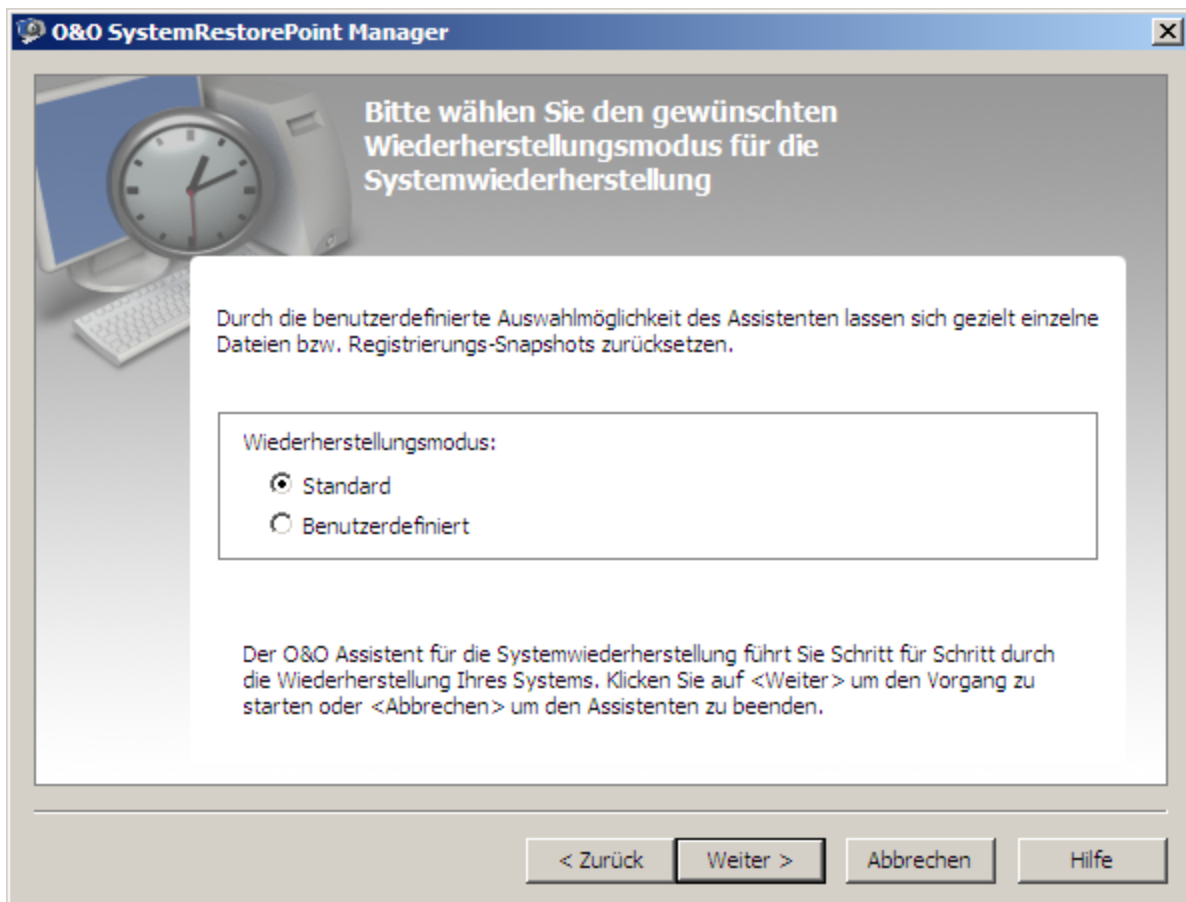 O&O SystemRestorePoint Manager
Bitte wählen Sie den gewünschten
Wiederherstellungsmodus für die
Systemwiederherstellung
Durch die benutzerdefinierte Auswahlmöglichkeit des Assistenten lassen sich gezielt einzelne
Dateien bzw. Registrierungs-Snapshots zurücksetzen.
Wiederherstellungsmodus:
Standard
Benutzerdefiniert
Der O&O Assistent für die Systemwiederherstellung führt Sie Schritt für Schritt durch
die Wiederherstellung Ihres Systems. Klicken Sie auf <Weiter> um den Vorgang zu
starten oder <Abbrechen> um den Assistenten zu beenden.
< Zurück Weiter > Abbrechen Hilfe